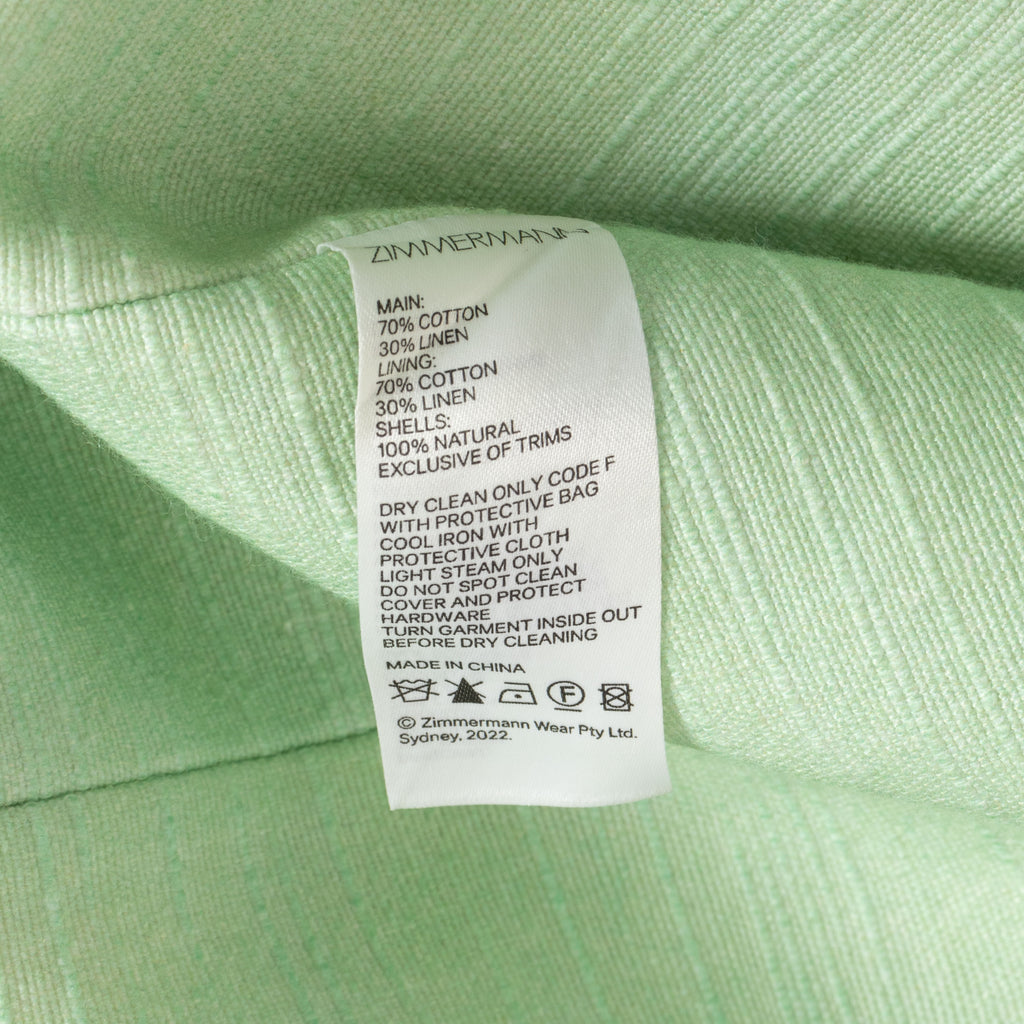 ZIMMERMANN
MAIN:
70% COTTON
30% LINEN
LINING:
70% COTTON
30% LINEN
SHELLS:
100% NATURAL
EXCLUSIVE OF TRIMS
DRY CLEAN ONLY CODE F
WITH PROTECTIVE BAG
COOL IRON WITH
PROTECTIVE CLOTH
LIGHT STEAM ONLY
DO NOT SPOT CLEAN
COVER AND PROTECT
HARDWARE
TURN GARMENT INSIDE OUT
BEFORE DRY CLEANING
MADE IN CHINA
F
© Zimmermann Wear Pty Ltd.
Sydney, 2022.